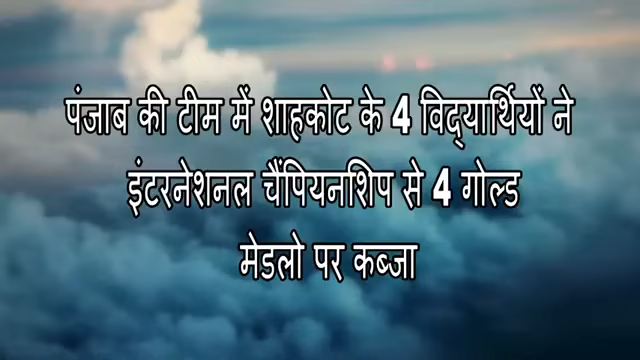 पंजाब की टीम में शाहकोट के 4 विद्यार्थियों ने
इंटरनेशनल चैंपियनशिप से 4 गोल्ड
मेडलो पर कब्जा